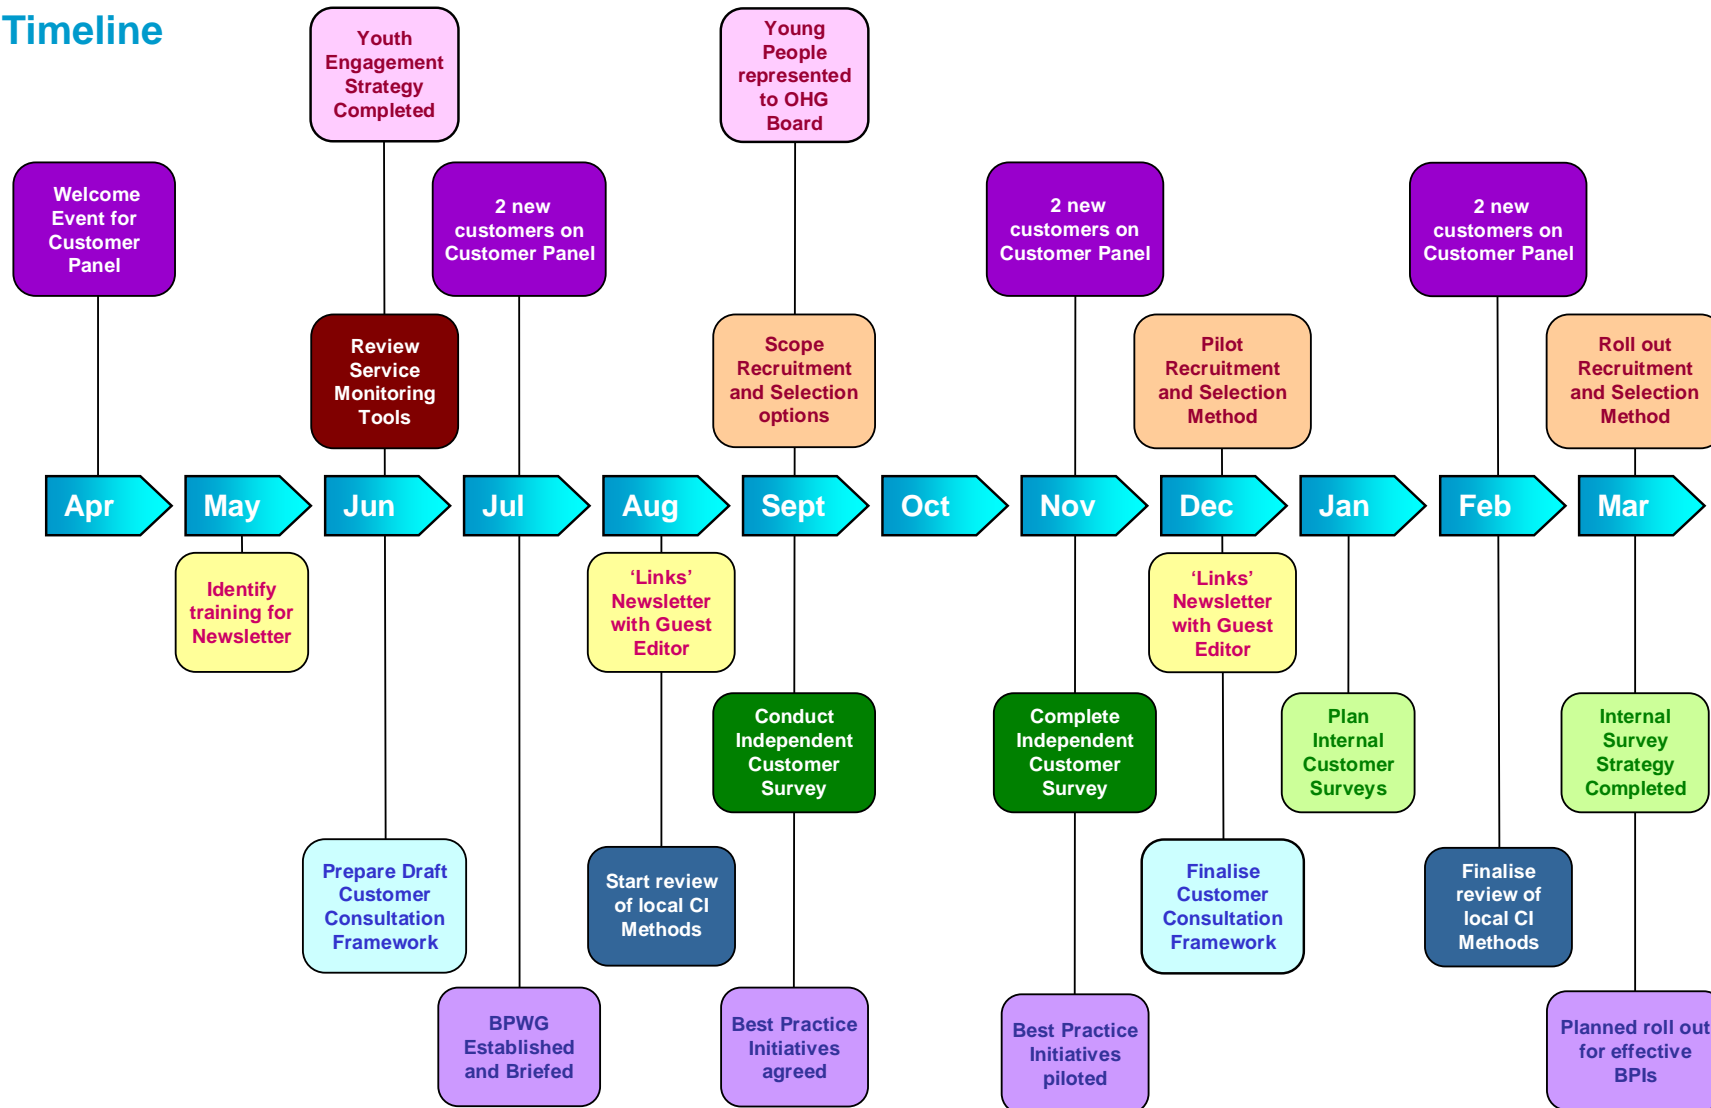 Timeline
Youth
Engagement
Strategy
Completed
Young
People
represented
to OHG
Board
Welcome
Event for
Customer
Panel
2 new
customers on
Customer Panel
2 new
customers on
Customer Panel
2 new
customers on
Customer Panel
Review
Service
Monitoring
Tools
Scope
Recruitment
and Selection
options
Pilot
Recruitment
and Selection
Method
Roll out
Recruitment
and Selection
Method
Apr
May
Jun
Jul
Aug
Sept
Oct
Nov
Dec
Jan
Feb
Mar
Identify
training for
Newsletter
‘Links’
Newsletter
with Guest
Editor
‘Links’
Newsletter
with Guest
Editor
Conduct
Independent
Customer
Survey
Complete
Independent
Customer
Survey
Plan
Internal
Customer
Surveys
Internal
Survey
Strategy
Completed
Prepare Draft
Customer
Consultation
Framework
Start review
of local CI
Methods
Finalise
Customer
Consultation
Framework
Finalise
review of
local CI
Methods
BPWG
Established
and Briefed
Best Practice
Initiatives
agreed
Best Practice
Initiatives
piloted
Planned roll out
for effective
BPIs